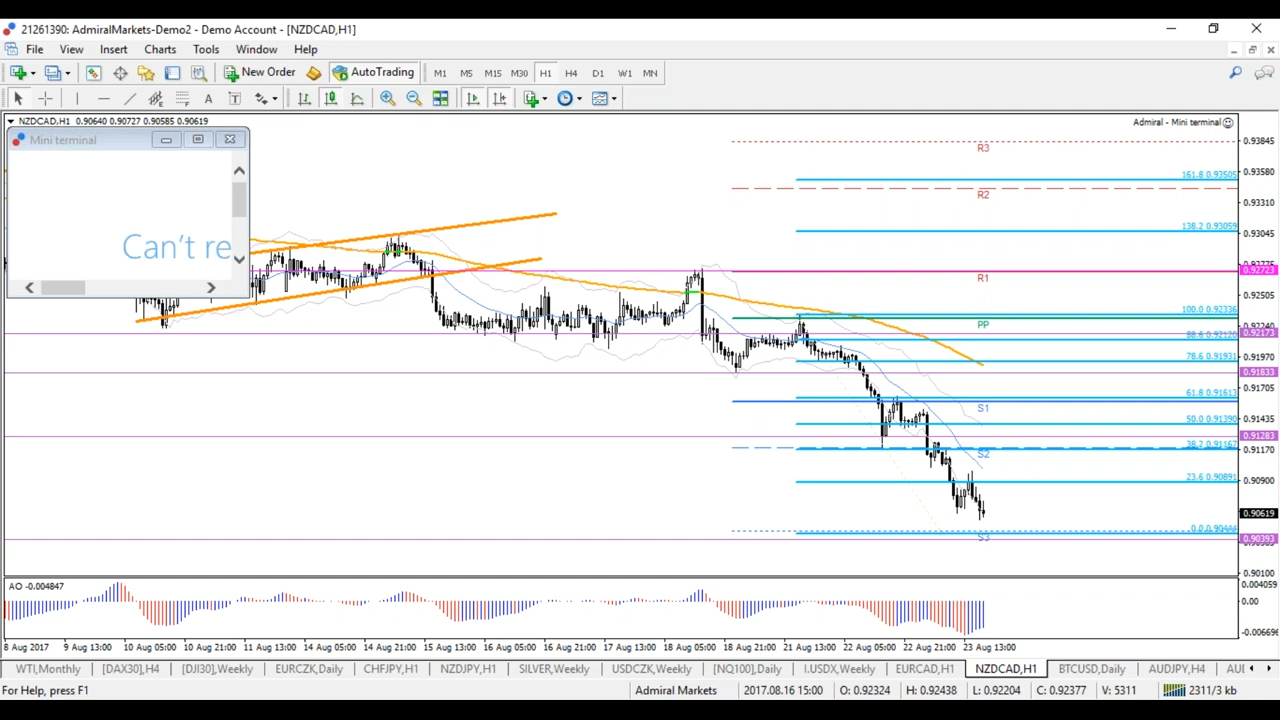 21261390: AdmiralMarkets-Demo2 - Demo Account - [NZDCAD,H1]
File View Insert Charts Tools Window Help
New Order AutoTrading M1 M5 M15 M30 H1 H4 D1 W1 MN
A T
NZDCAD,H1 0.90640 0.90727 0.90585 0.90619
Admiral - Mini terminal
Mini terminal
Can't re
R3
0.93845
161.8 0.93505
0.93580
R2
0.93310
138.2 0.93059
0.93045
0.92723
R1
0.92505
100.0 0.92336
PP
0.92240
0.92173
88.6 0.92120
78.6 0.91931
0.91970
0.91833
61.8 0.91613
0.91705
S1
50.0 0.91390
0.91435
0.91283
38.2 0.91167
0.91170
S2
23.6 0.90891
0.90900
0.90619
S3
0.90393
0.90100
AO -0.004847
0.004059
0.00
8 Aug 2017 9 Aug 13:00 10 Aug 05:00 10 Aug 21:00 11 Aug 13:00 14 Aug 05:00 14 Aug 21:00 15 Aug 13:00 16 Aug 05:00 16 Aug 21:00 17 Aug 13:00 18 Aug 05:00 18 Aug 21:00 21 Aug 13:00 22 Aug 05:00 22 Aug 21:00 23 Aug 13:00
WTI,Monthly [DAX30],H4 [DJI30],Weekly EURCZK,Daily CHFJPY,H1 NZDJPY,H1 SILVER,Weekly USDCZK,Weekly [NQ100],Daily I.USDX,Weekly EURCAD,H1 NZDCAD,H1 BTCUSD,Daily AUDJPY,H4 AUI
For Help, press F1 Admiral Markets 2017.08.16 15:00 O: 0.92324 H: 0.92438 L: 0.92204 C: 0.92377 V: 5311 2311/3 kb